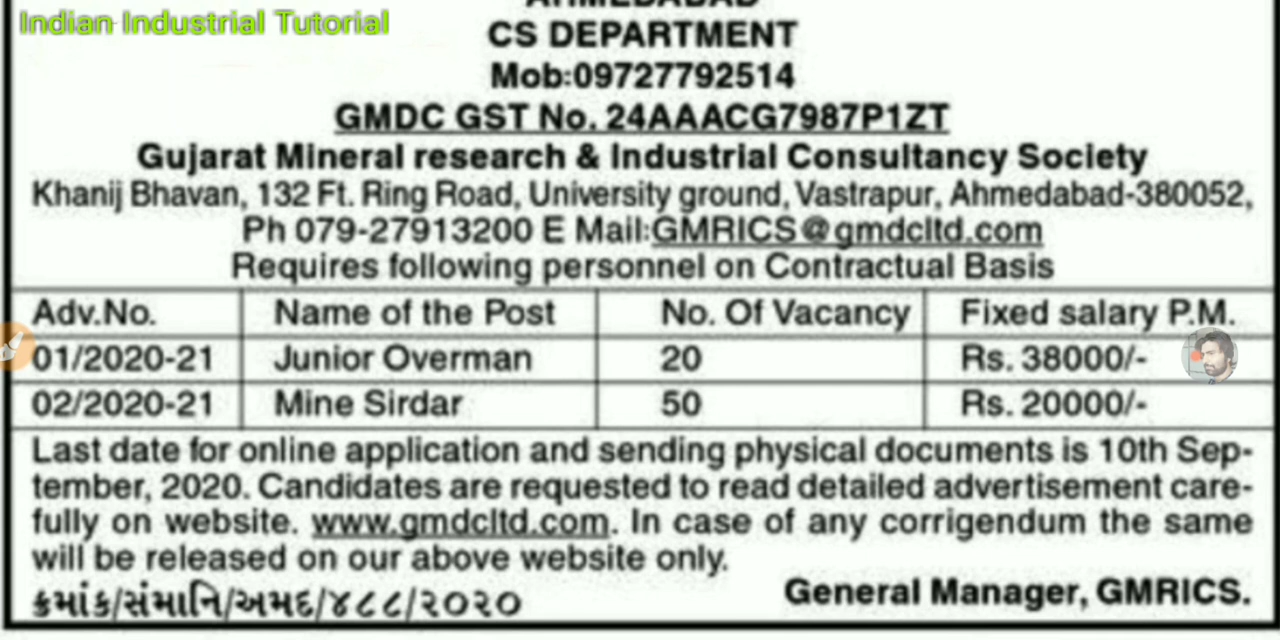 Indian Industrial Tutorial
AHMEDABAD
CS DEPARTMENT
Mob:09727792514
GMDC GST No. 24AAACG7987P1ZT
Gujarat Mineral research & Industrial Consultancy Society
Khanij Bhavan, 132 Ft. Ring Road, University ground, Vastrapur, Ahmedabad-380052,
Ph 079-27913200 E Mail:GMRICS@gmdcltd.com
Requires following personnel on Contractual Basis
Adv.No. Name of the Post No. Of Vacancy Fixed salary P.M.
01/2020-21 Junior Overman 20 Rs. 38000/-
02/2020-21 Mine Sirdar 50 Rs. 20000/-
Last date for online application and sending physical documents is 10th Sep-
tember, 2020. Candidates are requested to read detailed advertisement care-
fully on website. www.gmdcltd.com. In case of any corrigendum the same
will be released on our above website only.
ક્રમાંક/સંમાનિ/અમદ/૪૮૮/૨૦૨૦ General Manager, GMRICS.